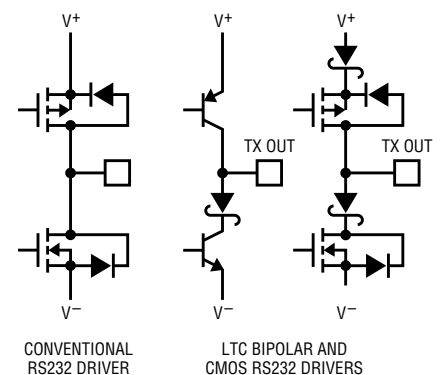 V+ V+ V+
TX OUT TX OUT
V– V– V–
CONVENTIONAL
RS232 DRIVER
LTC BIPOLAR AND
CMOS RS232 DRIVERS